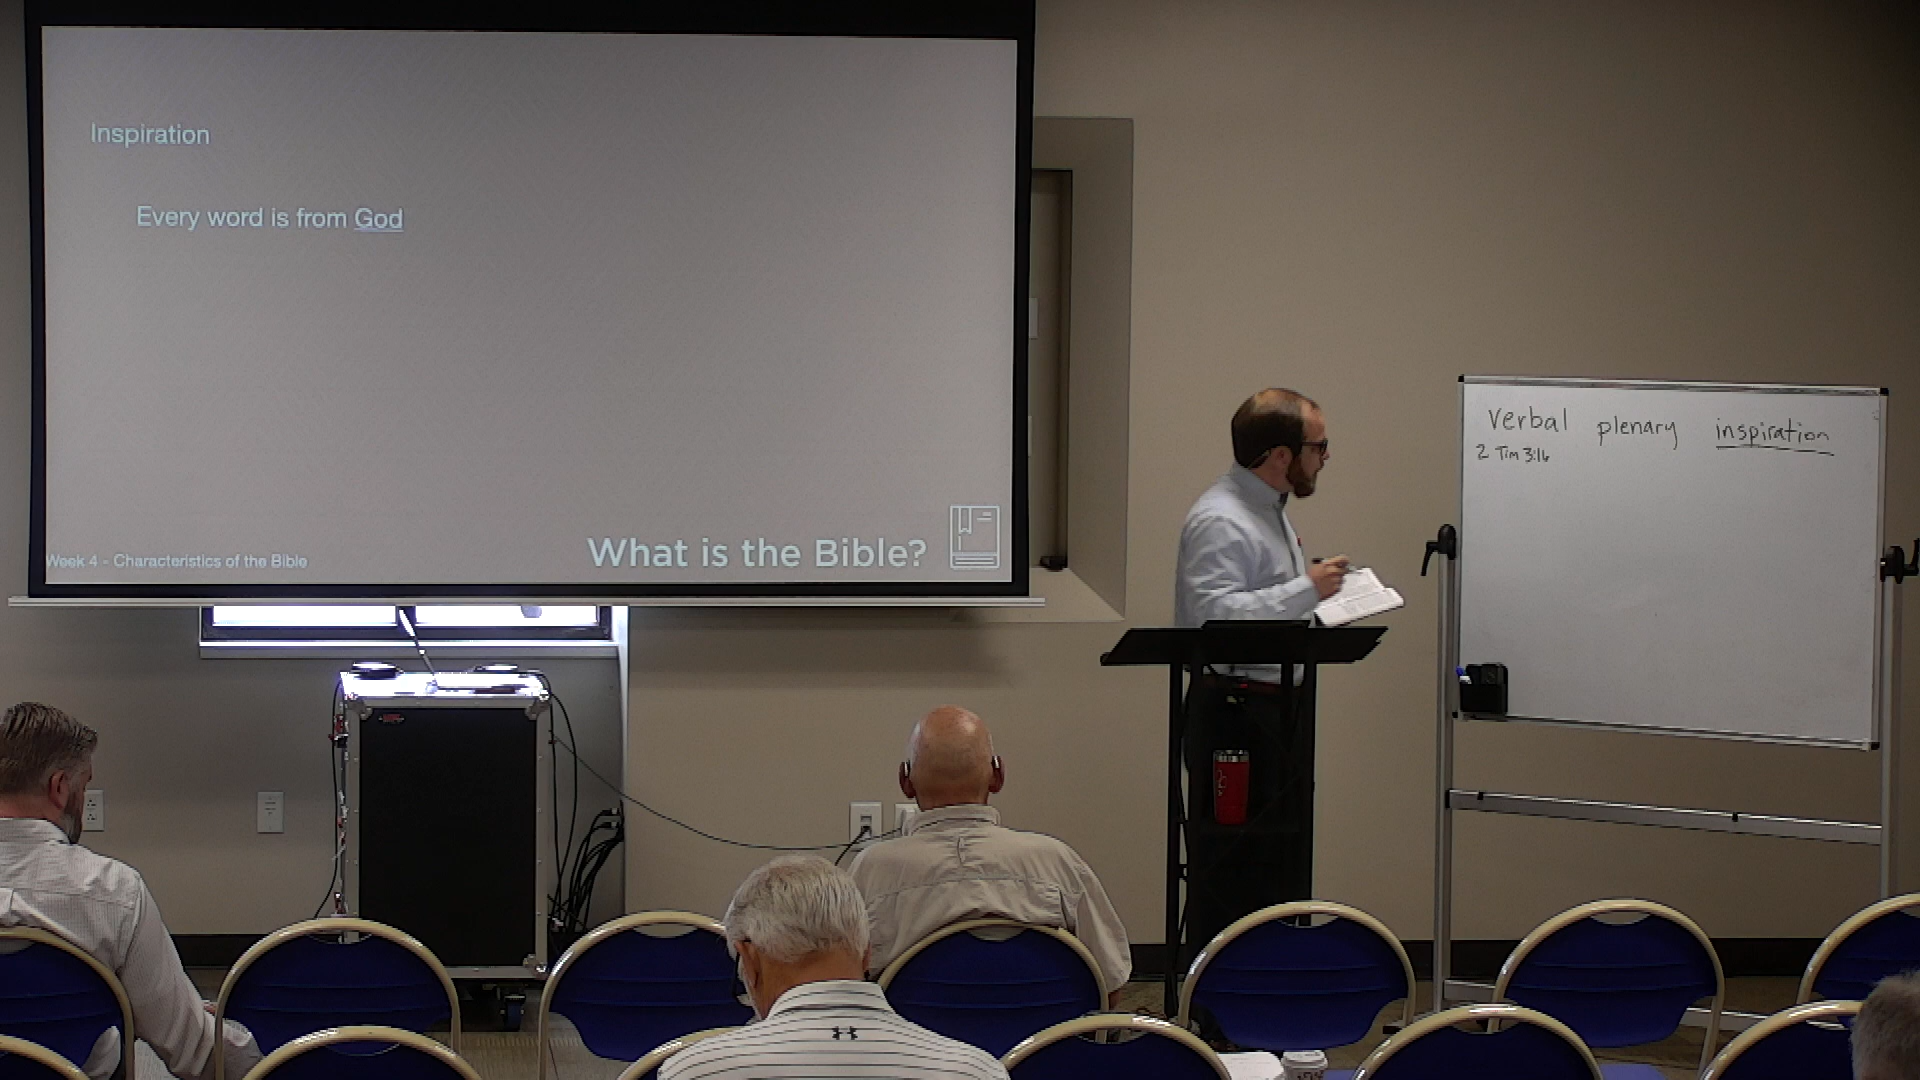 Inspiration
Every word is from God
Week 4 - Characteristics of the Bible
What is the Bible?
verbal plenary inspiration
2 Tim 3:16